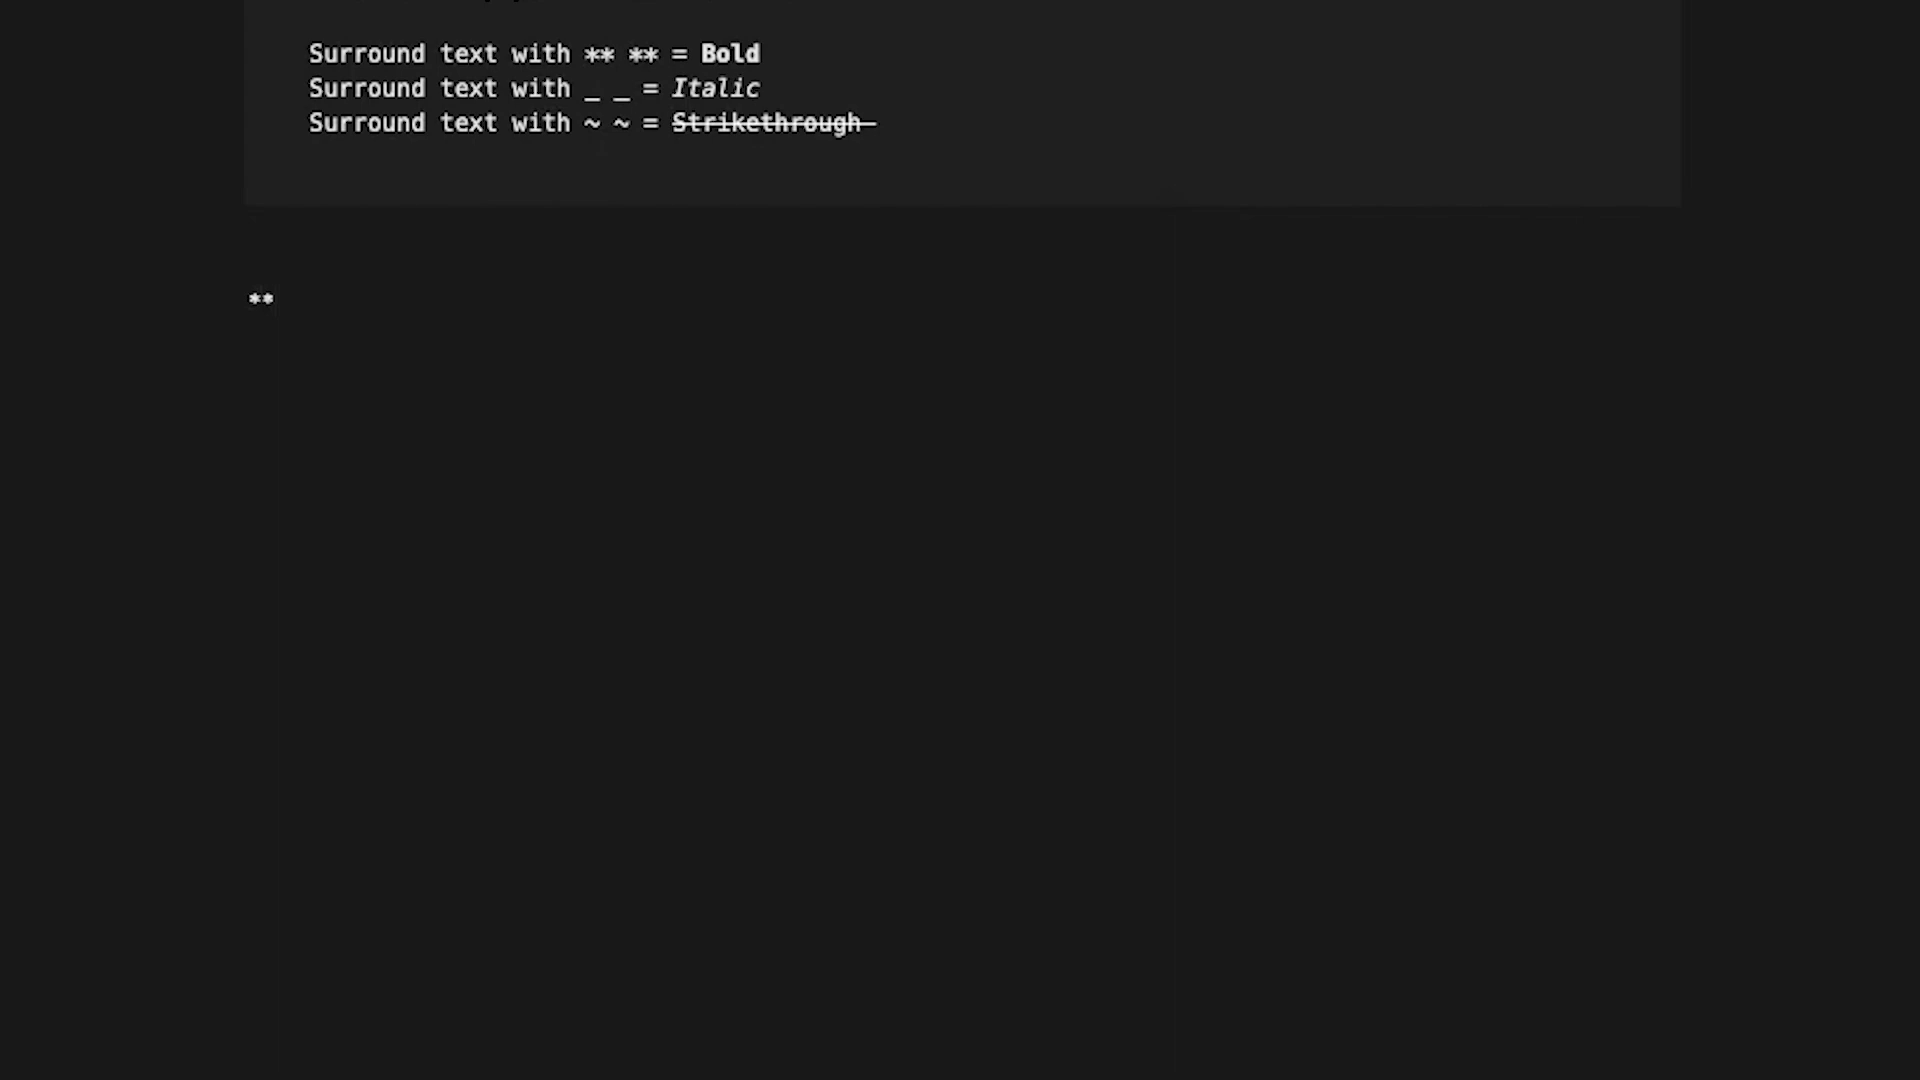 Surround text with ** ** = Bold
Surround text with _ _ = Italic
Surround text with ~ ~ = Strikethrough
**